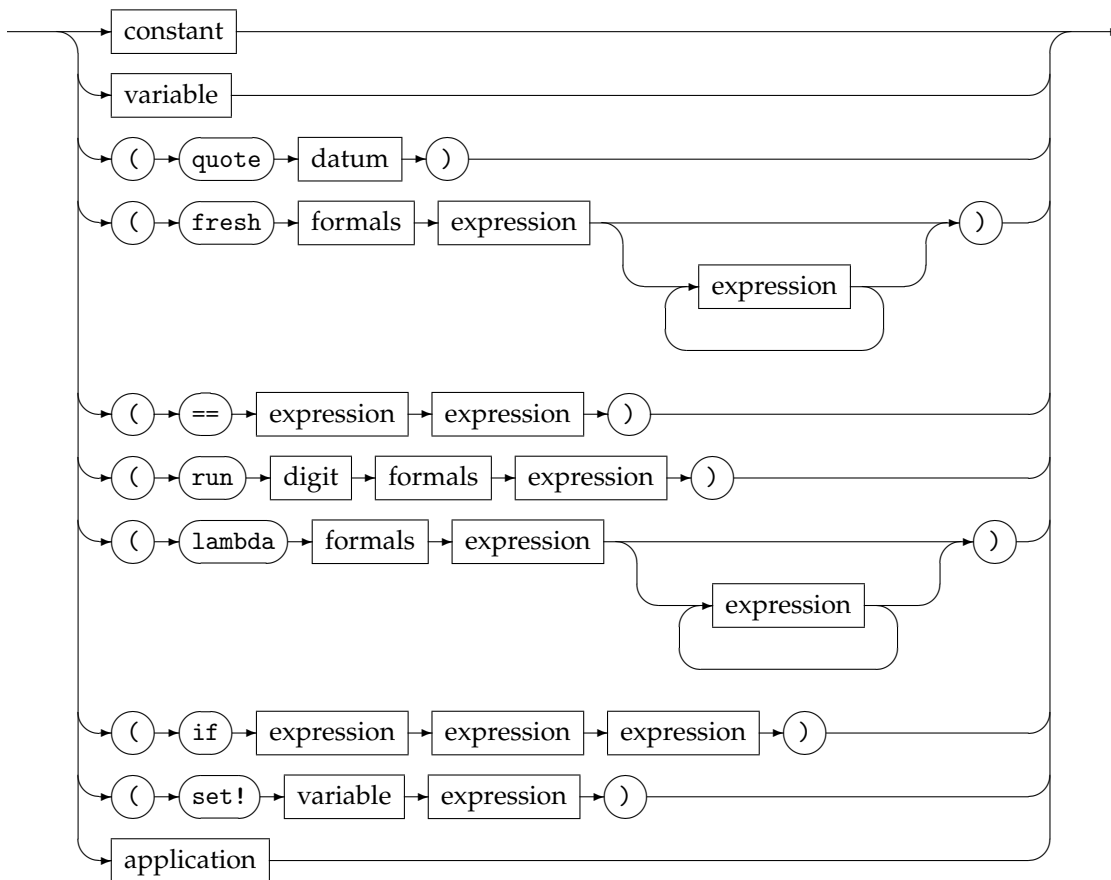 constant
variable
( quote datum )
( fresh formals expression )
expression
( == expression expression )
( run digit formals expression )
( lambda formals expression )
expression
( if expression expression expression )
( set! variable expression )
application